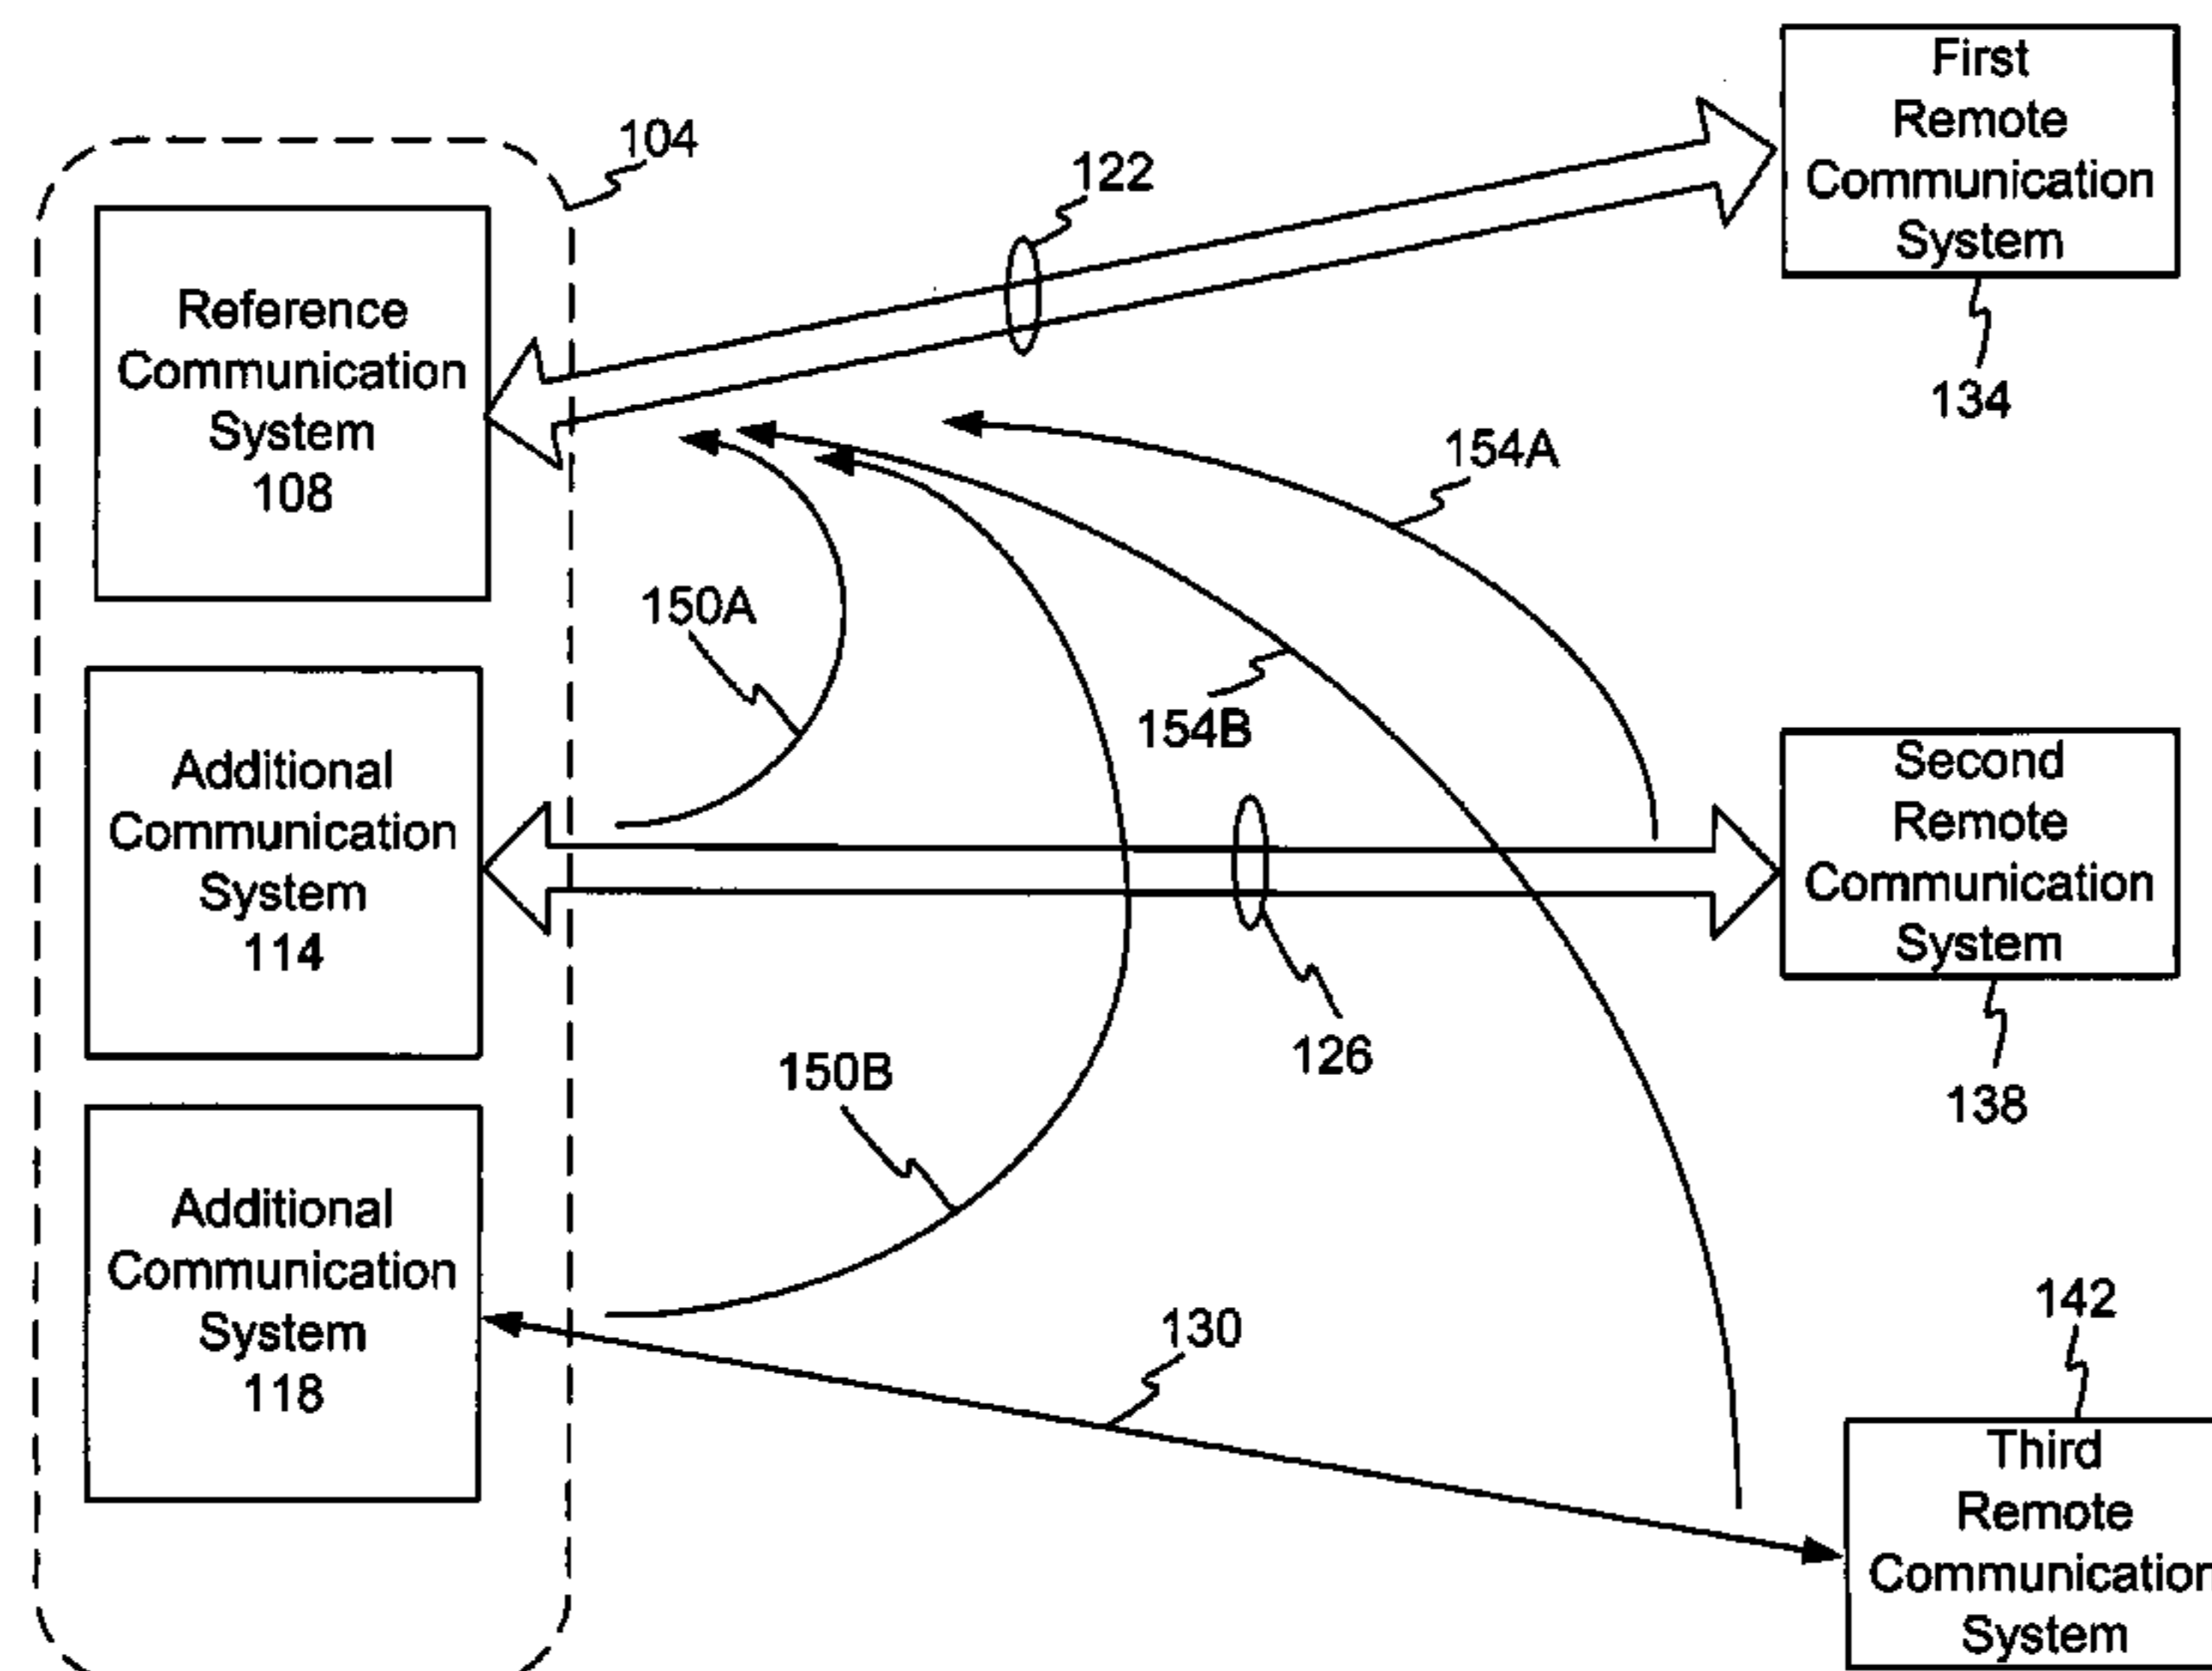 First
Remote
Communication
System
134
104
122
Reference
Communication
System
108
154A
150A
154B
Additional
Communication
System
114
Second
Remote
Communication
System
138
126
150B
Additional
Communication
System
118
130
142
Third
Remote
Communication
System